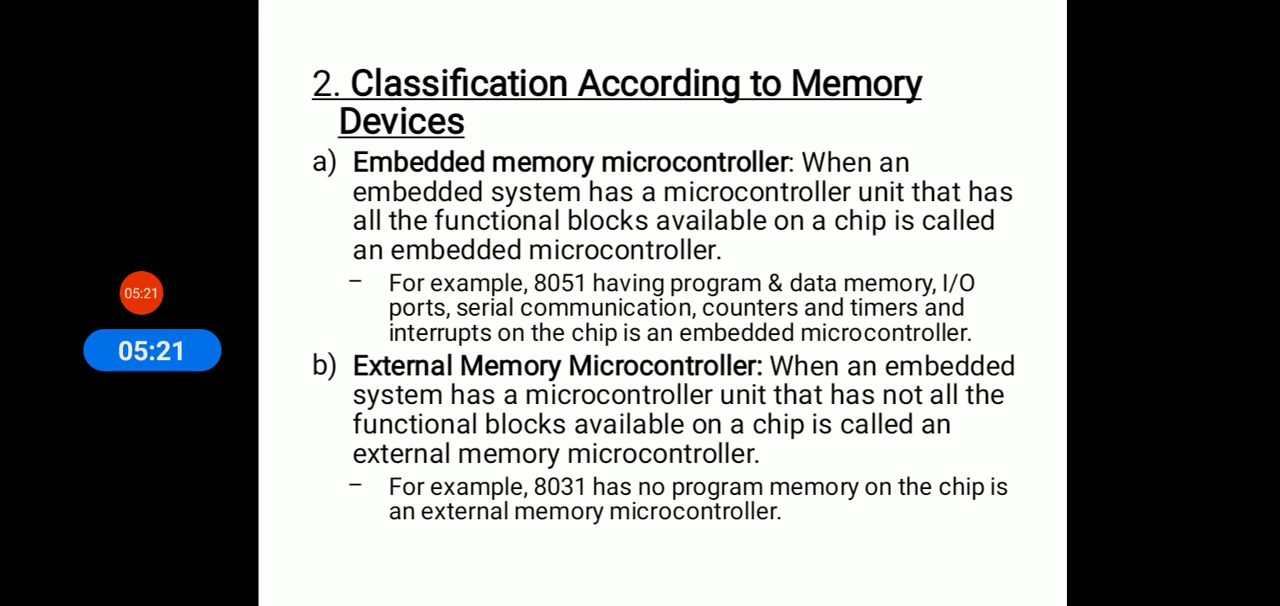 2. Classification According to Memory
Devices
a) Embedded memory microcontroller: When an
embedded system has a microcontroller unit that has
all the functional blocks available on a chip is called
an embedded microcontroller.
– For example, 8051 having program & data memory, I/O
ports, serial communication, counters and timers and
interrupts on the chip is an embedded microcontroller.
05:21
05:21
b) External Memory Microcontroller: When an embedded
system has a microcontroller unit that has not all the
functional blocks available on a chip is called an
external memory microcontroller.
– For example, 8031 has no program memory on the chip is
an external memory microcontroller.